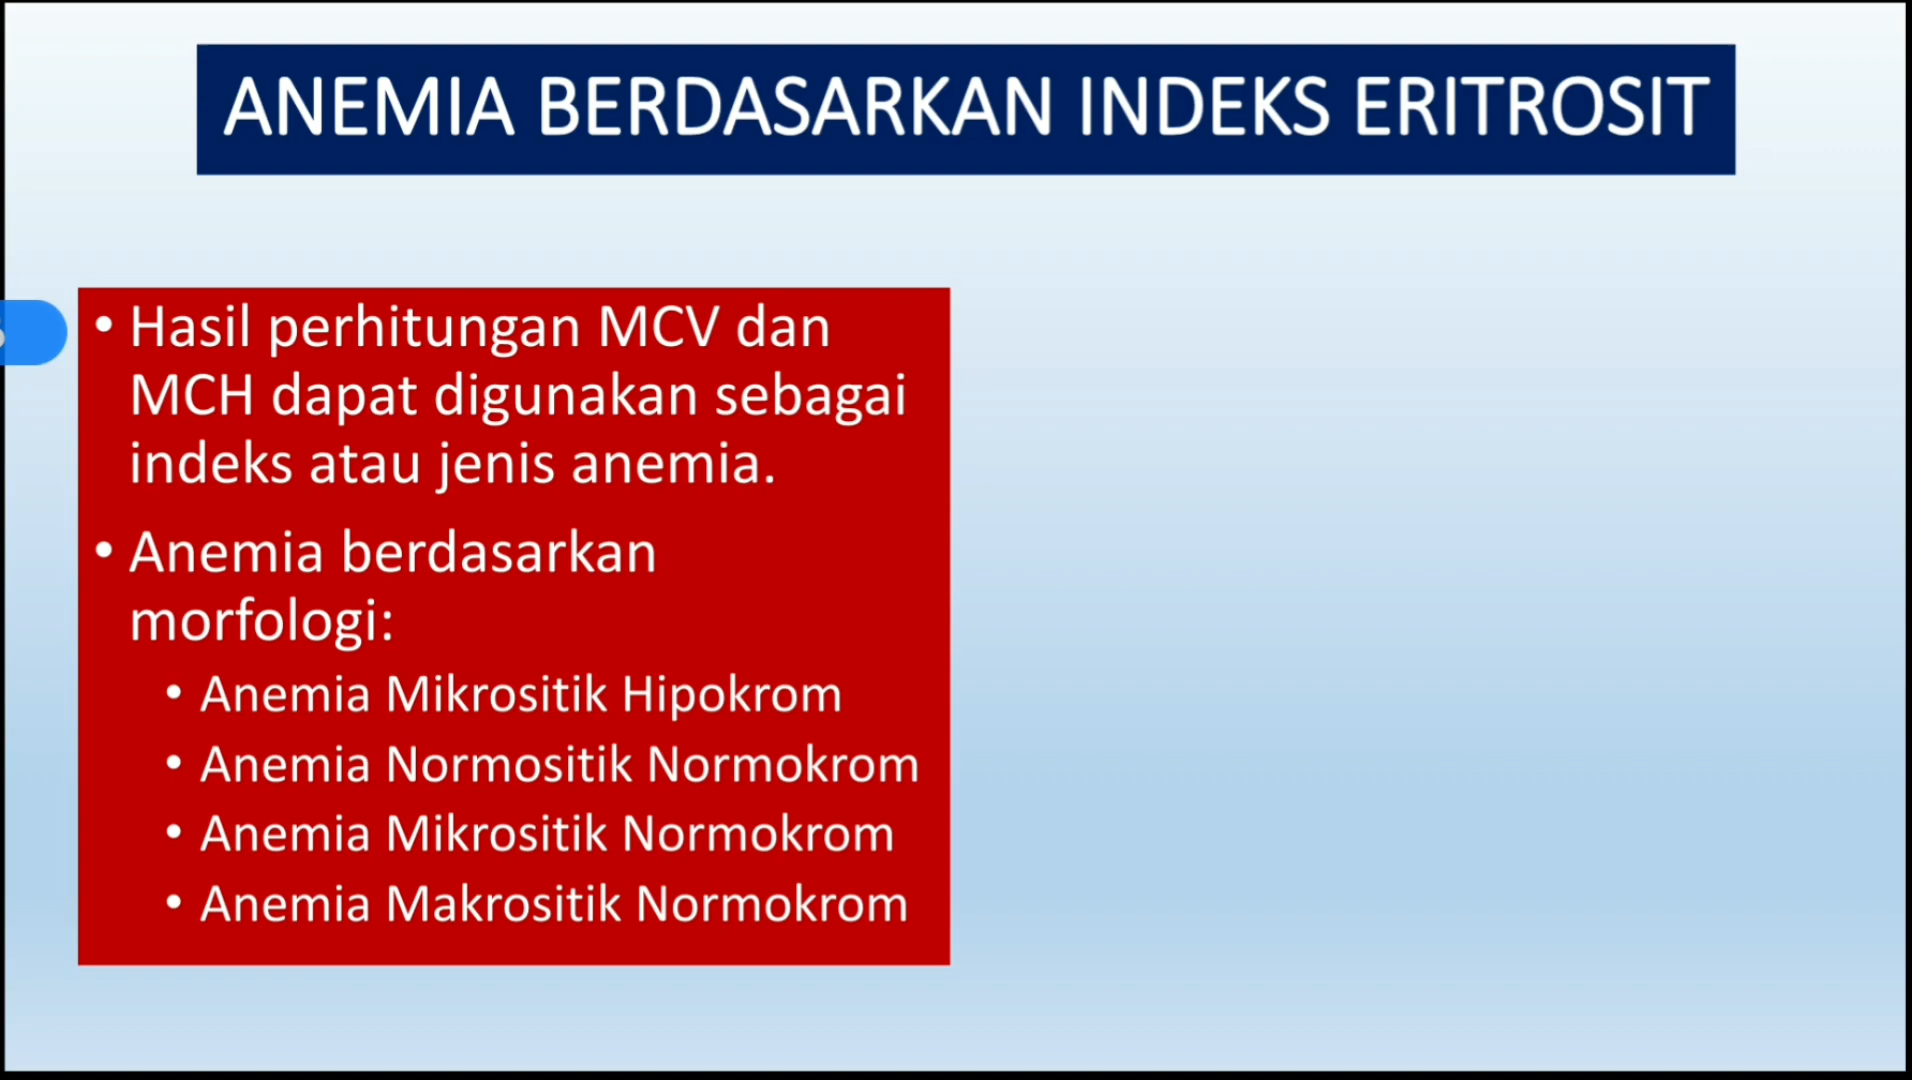 ANEMIA BERDASARKAN INDEKS ERITROSIT
• Hasil perhitungan MCV dan
MCH dapat digunakan sebagai
indeks atau jenis anemia.
• Anemia berdasarkan
morfologi:
• Anemia Mikrositik Hipokrom
• Anemia Normositik Normokrom
• Anemia Mikrositik Normokrom
• Anemia Makrositik Normokrom